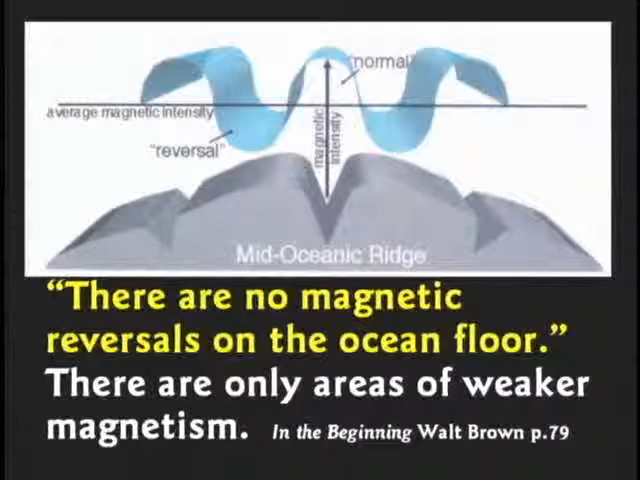 "normal"
average magnetic intensity
"reversal"
magnetic
intensity
Mid-Oceanic Ridge
"There are no magnetic
reversals on the ocean floor."
There are only areas of weaker
magnetism. In the Beginning Walt Brown p.79